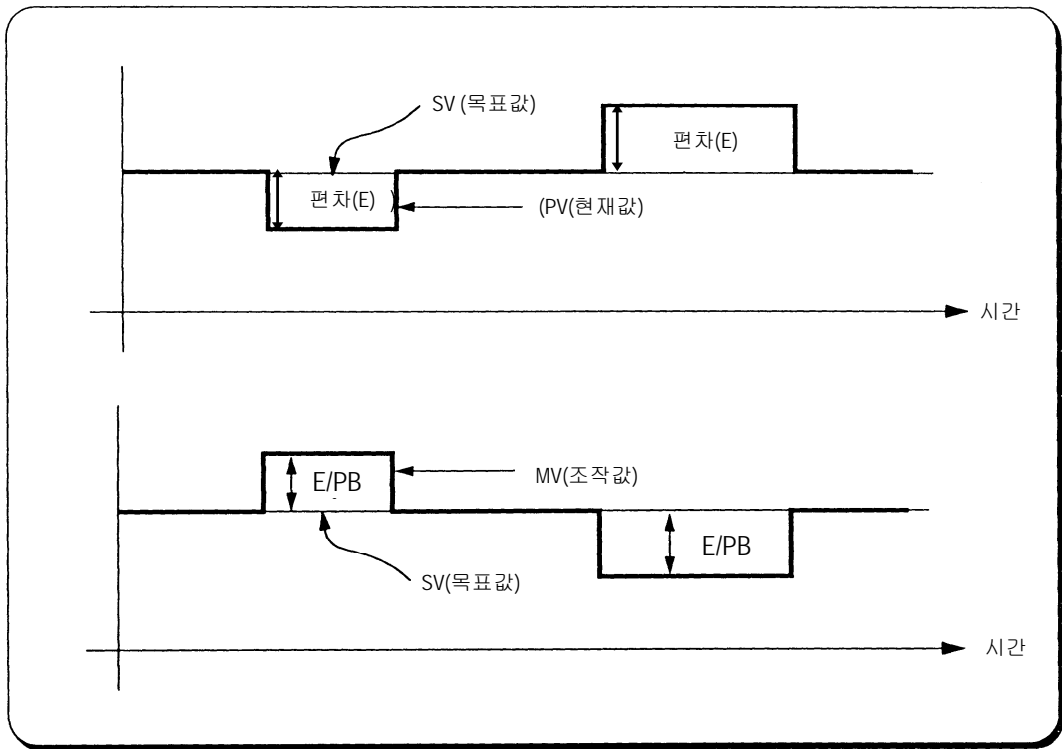 SV (목표값)
편차(E)
편차(E) )
(PV(현재값)
시간
E/PB
MV(조작값)
E/PB
SV(목표값)
시간